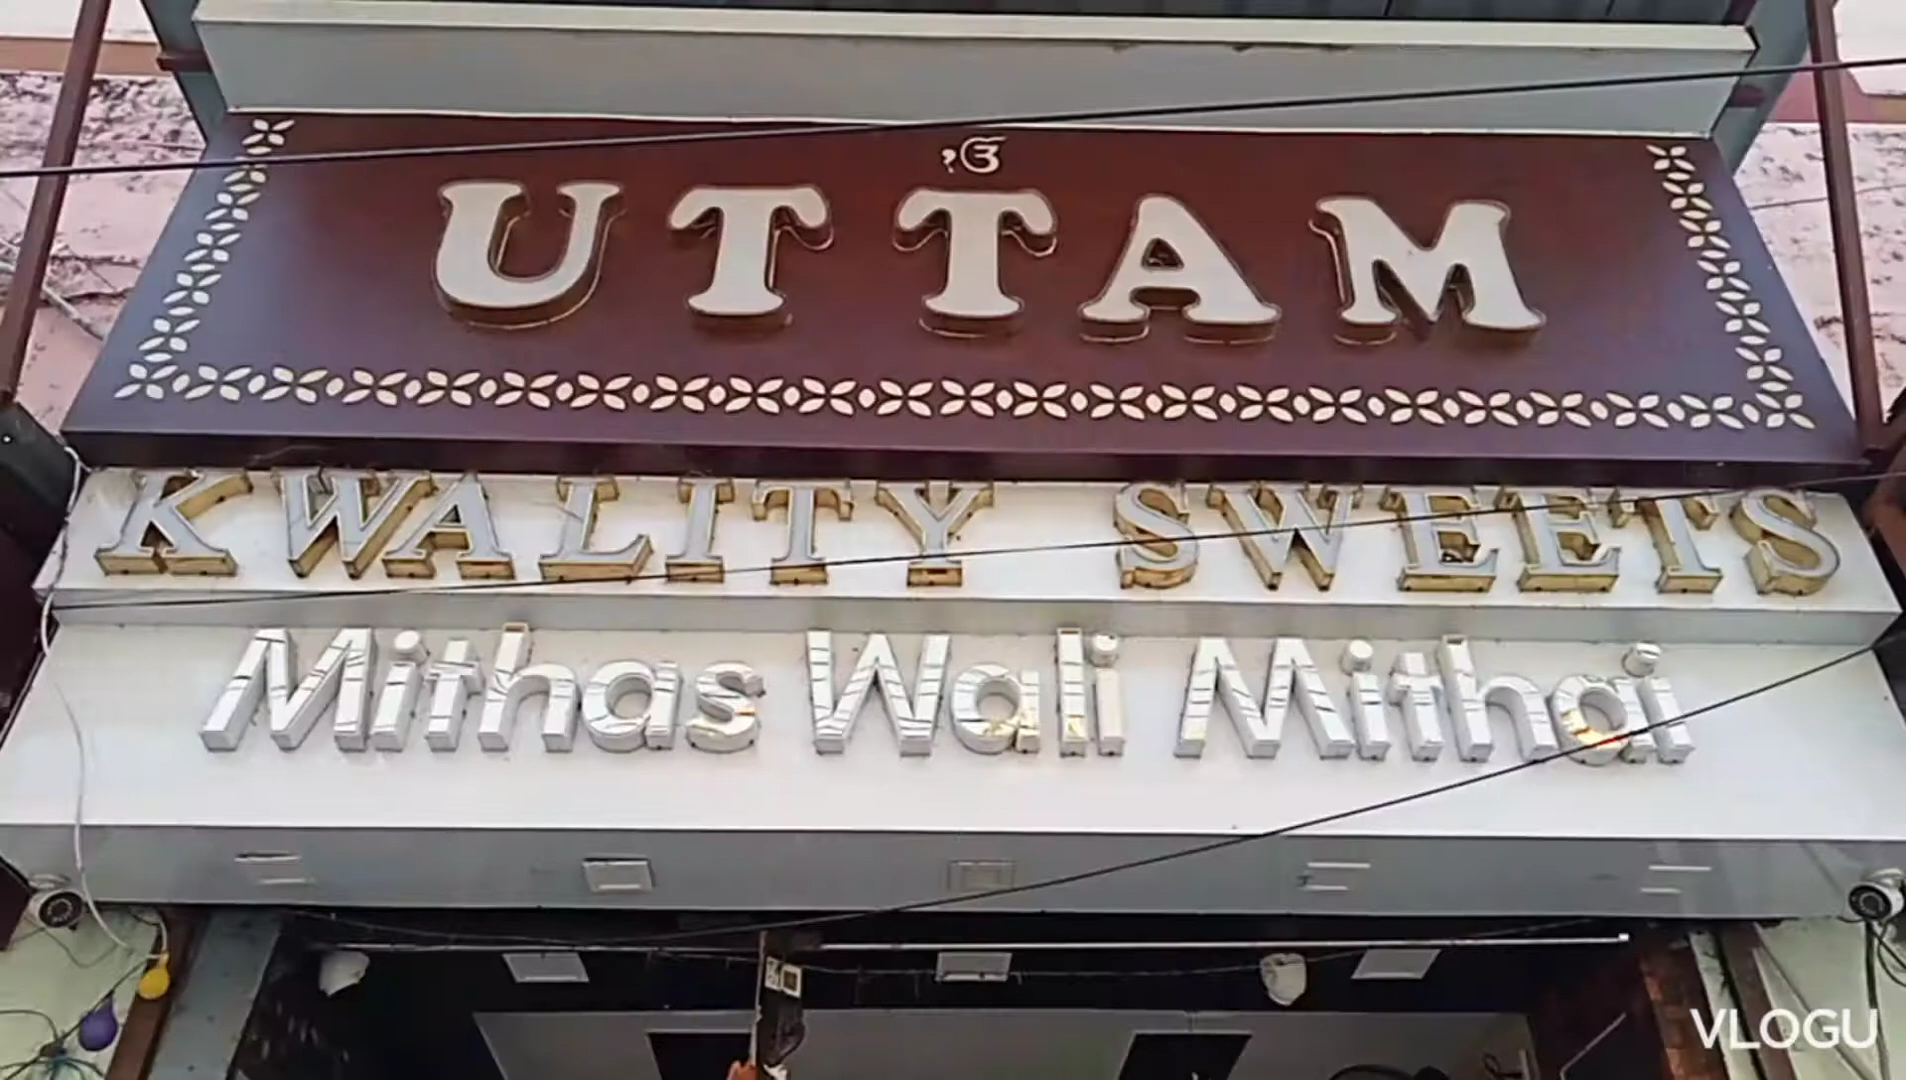 ੴ
UTTAM
KWALITY SWEETS
Mithas Wali Mithai
VLOGU